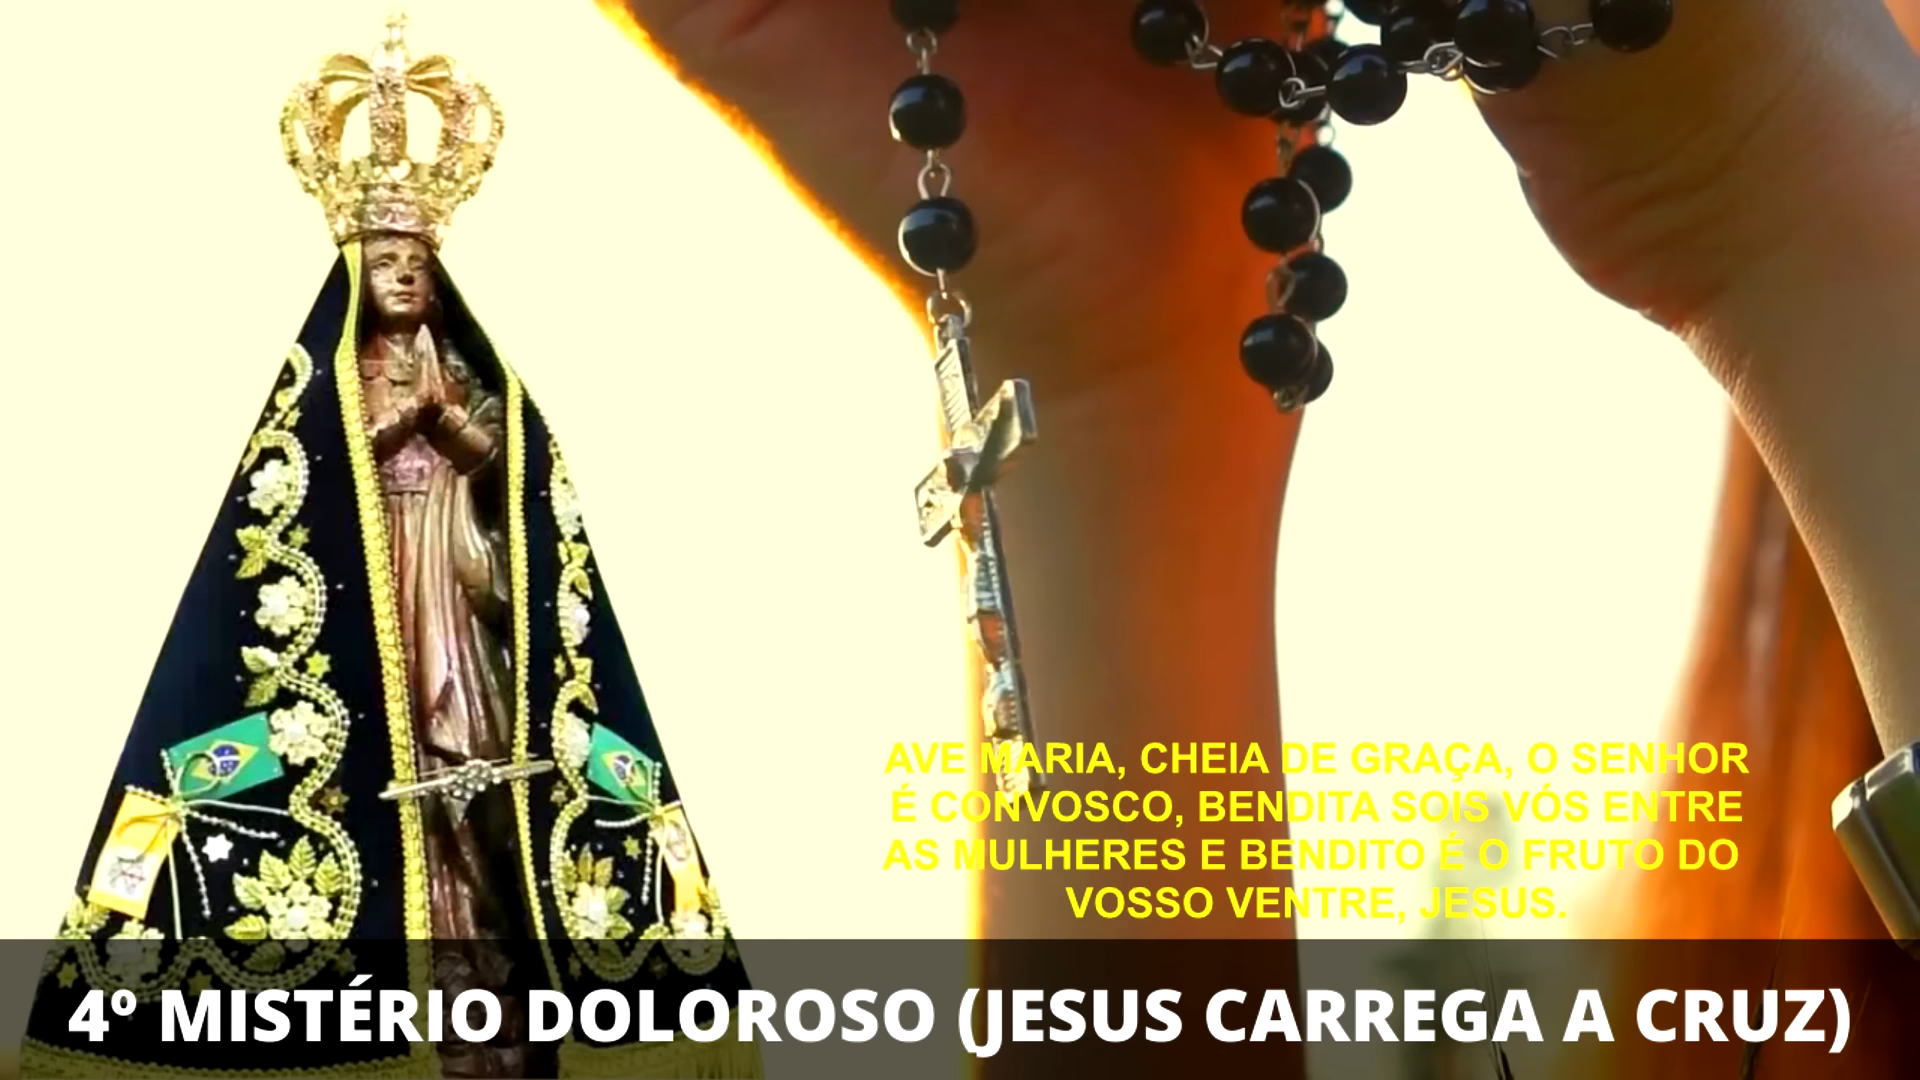 AVE MARIA, CHEIA DE GRAÇA, O SENHOR
É CONVOSCO, BENDITA SOIS VÓS ENTRE
AS MULHERES E BENDITO É O FRUTO DO
VOSSO VENTRE, JESUS.
4º MISTÉRIO DOLOROSO (JESUS CARREGA A CRUZ)